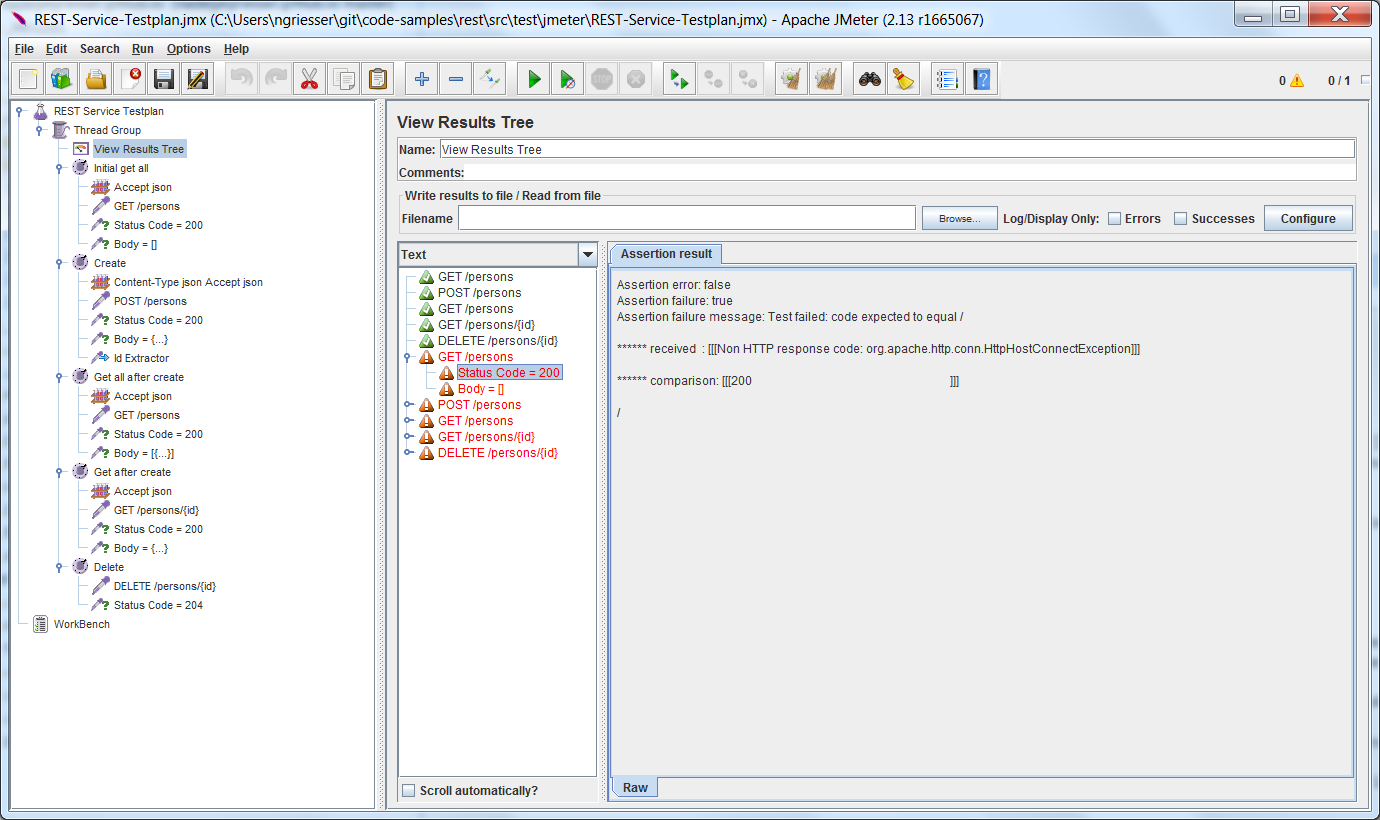 REST-Service-Testplan.jmx (C:\Users\ngriesser\git\code-samples\rest\src\test\jmeter\REST-Service-Testplan.jmx) - Apache JMeter (2.13 r1665067)
File Edit Search Run Options Help
STOP
0 0 / 1
REST Service Testplan
Thread Group
View Results Tree
Initial get all
Accept json
GET /persons
Status Code = 200
Body = []
Create
Content-Type json Accept json
POST /persons
Status Code = 200
Body = {...}
Id Extractor
Get all after create
Accept json
GET /persons
Status Code = 200
Body = [{...}]
Get after create
Accept json
GET /persons/{id}
Status Code = 200
Body = {...}
Delete
DELETE /persons/{id}
Status Code = 204
WorkBench
View Results Tree
Name: View Results Tree
Comments:
Write results to file / Read from file
Filename Browse... Log/Display Only: Errors Successes Configure
Text
GET /persons
POST /persons
GET /persons
GET /persons/{id}
DELETE /persons/{id}
GET /persons
Status Code = 200
Body = []
POST /persons
GET /persons
GET /persons/{id}
DELETE /persons/{id}
Scroll automatically?
Assertion result
Assertion error: false
Assertion failure: true
Assertion failure message: Test failed: code expected to equal /
****** received  : [[[Non HTTP response code: org.apache.http.conn.HttpHostConnectException]]]
****** comparison: [[[200                                                            ]]]
/
Raw